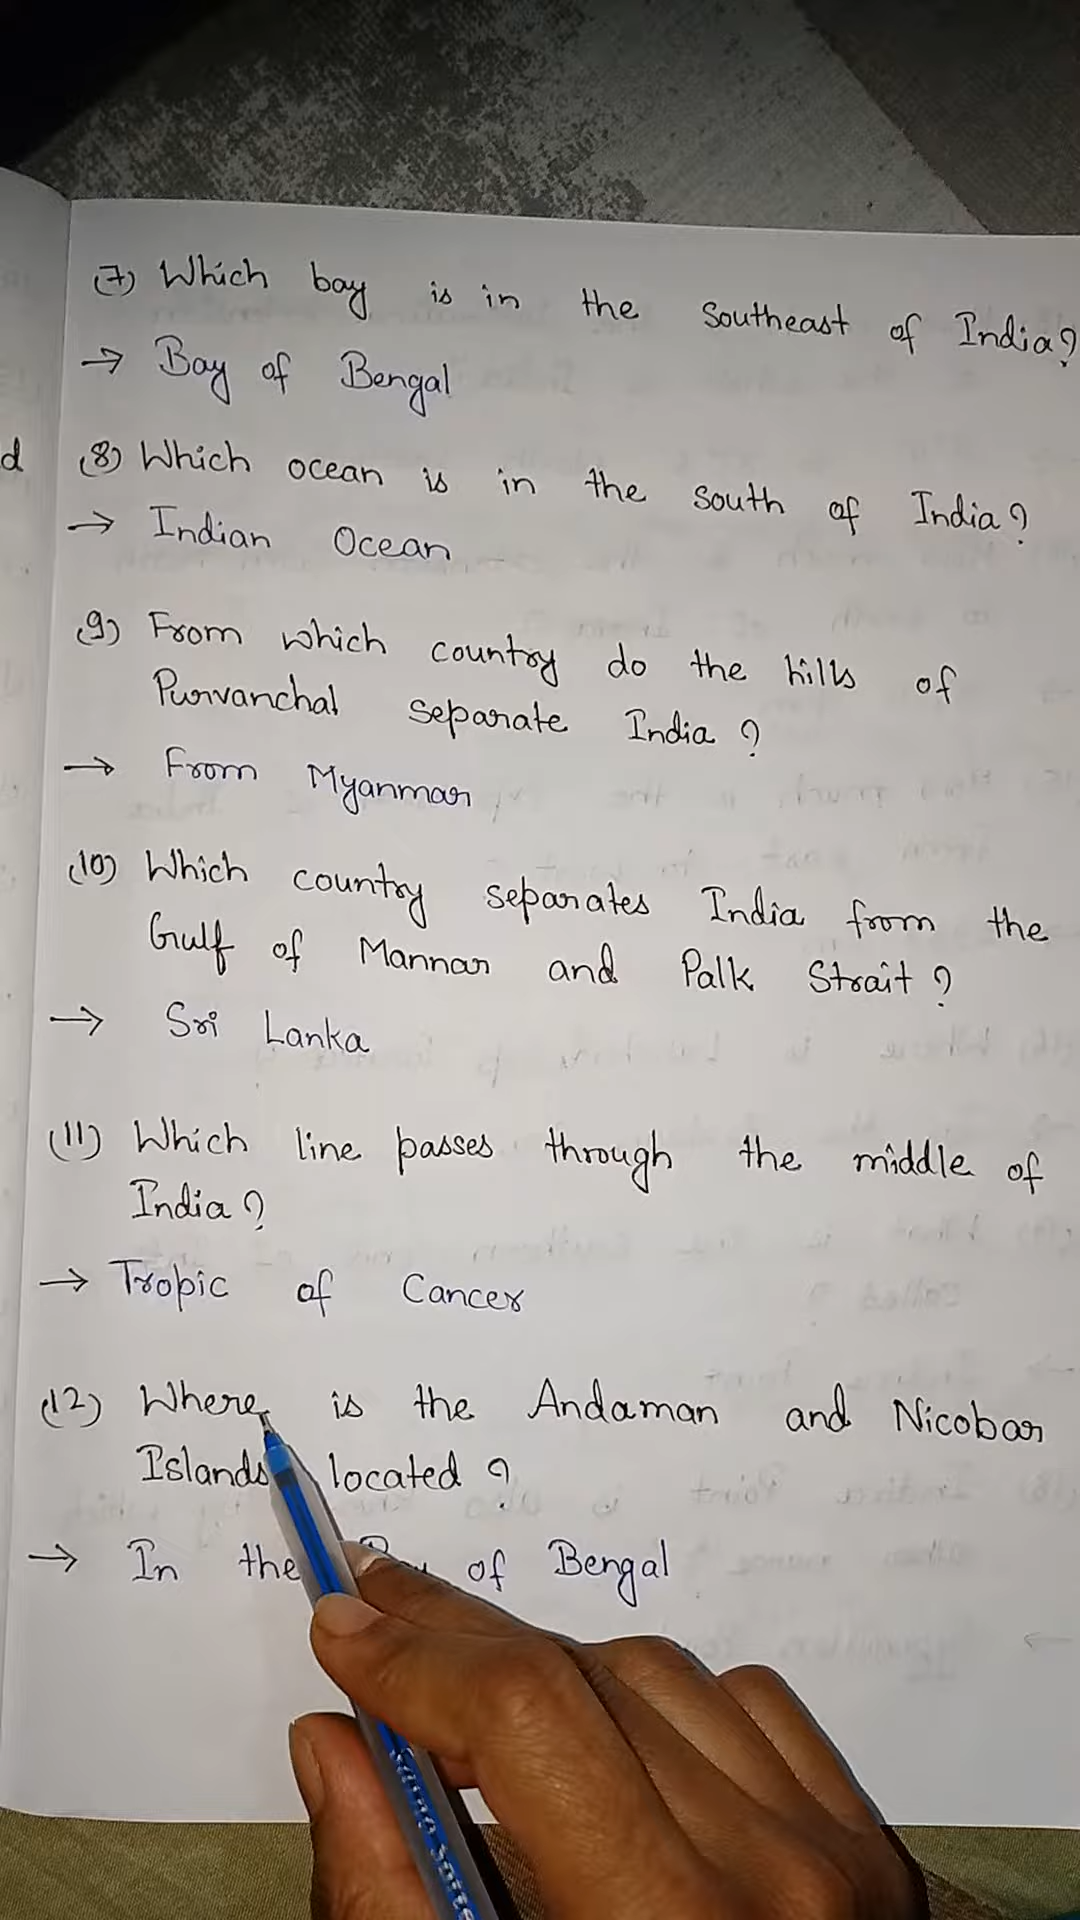 (7) Which bay is in the southeast of India?
→ Bay of Bengal
d
(8) Which ocean is in the south of India?
→ Indian Ocean
(9) From which country do the hills of
Purvanchal separate India?
→ From Myanmar
(10) Which country separates India from the
Gulf of Mannar and Palk Strait?
→ Sri Lanka
(11) Which line passes through the middle of
India?
→ Tropic of Cancer
(12) Where is the Andaman and Nicobar
Islands located?
→ In the Bay of Bengal